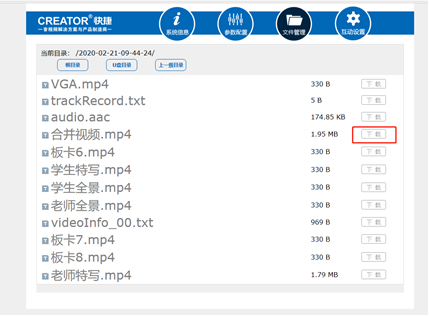 CREATOR®快捷
—音视频解决方案与产品制造商—
系统信息
参数配置
文件管理
互动设置
当前目录: /2020-02-21-09-44-24/
根目录 U盘目录 上一级目录
VGA.mp4 330 B 下 载
trackRecord.txt 5 B 下 载
audio.aac 174.85 KB 下 载
合并视频.mp4 1.95 MB 下 载
板卡6.mp4 330 B 下 载
学生特写.mp4 330 B 下 载
学生全景.mp4 330 B 下 载
老师全景.mp4 330 B 下 载
videoInfo_00.txt 969 B 下 载
板卡7.mp4 330 B 下 载
板卡8.mp4 330 B 下 载
老师特写.mp4 1.79 MB 下 载